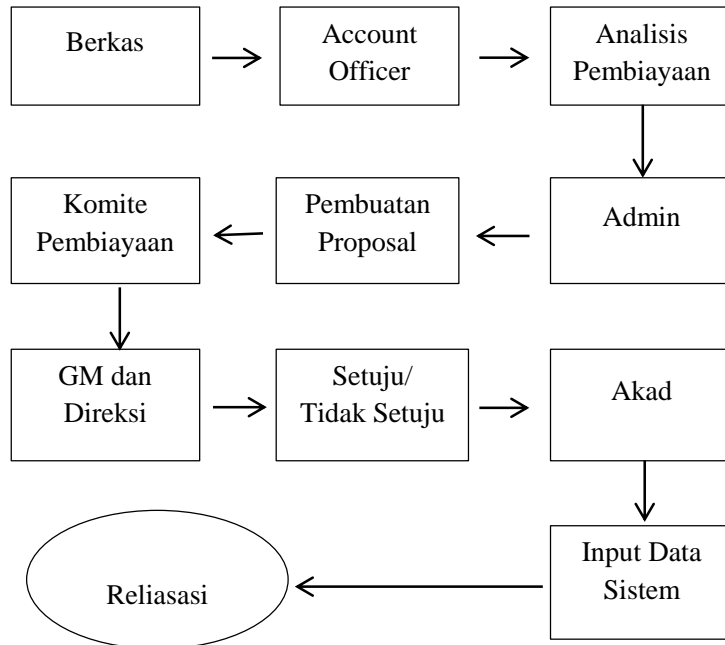 Berkas
Account
Officer
Analisis
Pembiayaan
Komite
Pembiayaan
Pembuatan
Proposal
Admin
GM dan
Direksi
Setuju/
Tidak Setuju
Akad
Input Data
Sistem
Reliasasi